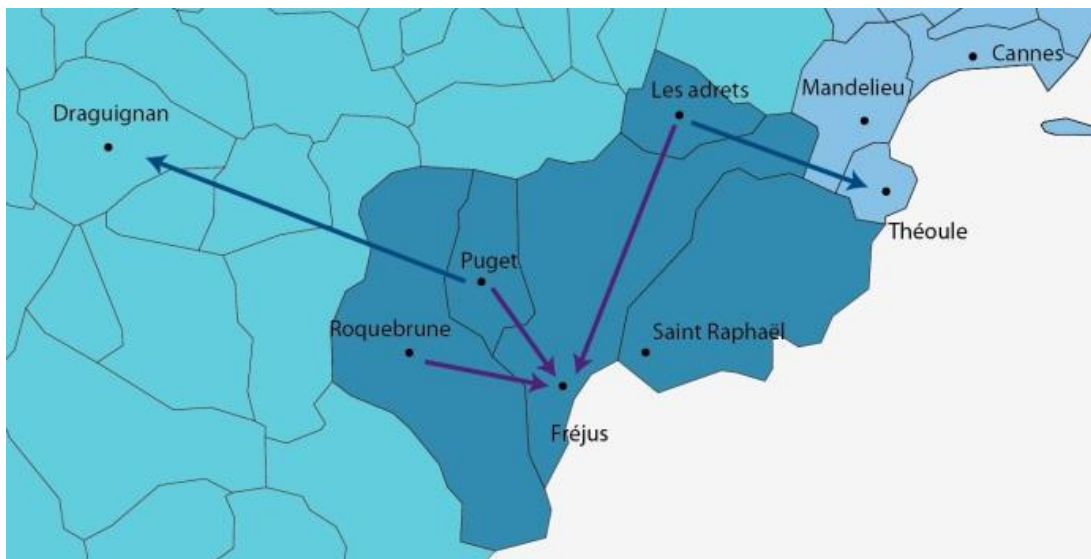 Cannes
Les adrets
Mandelieu
Draguignan
Théoule
Puget
Roquebrune
Saint Raphaël
Fréjus